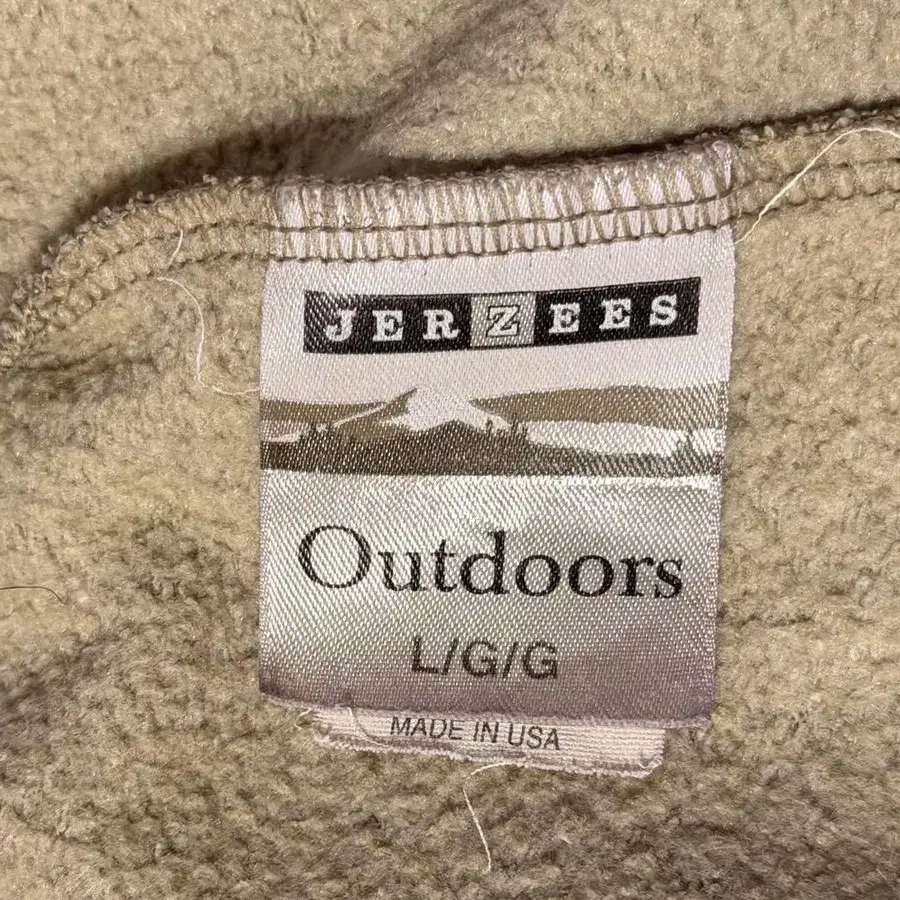 JERZEES
Outdoors
L/G/G
MADE IN USA